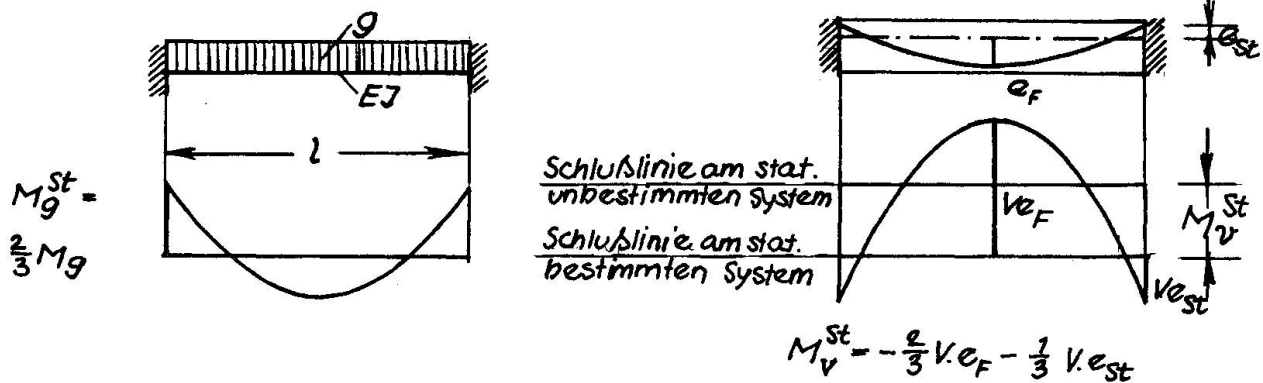 g
EJ
l
M_g^St =
2/3 M_g
e_St
e_F
Schlußlinie am stat.
unbestimmten System
Schlußlinie am stat.
bestimmten System
Ve_F
M_v^St
Ve_St
M_v^St = - 2/3 V.e_F - 1/3 V.e_St